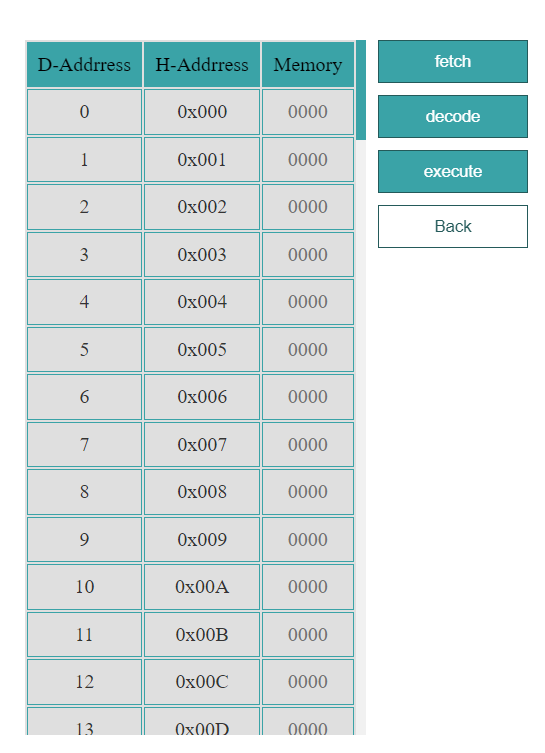 D-Addrress H-Addrress Memory
0 0x000 0000
1 0x001 0000
2 0x002 0000
3 0x003 0000
4 0x004 0000
5 0x005 0000
6 0x006 0000
7 0x007 0000
8 0x008 0000
9 0x009 0000
10 0x00A 0000
11 0x00B 0000
12 0x00C 0000
13 0x00D 0000
fetch
decode
execute
Back